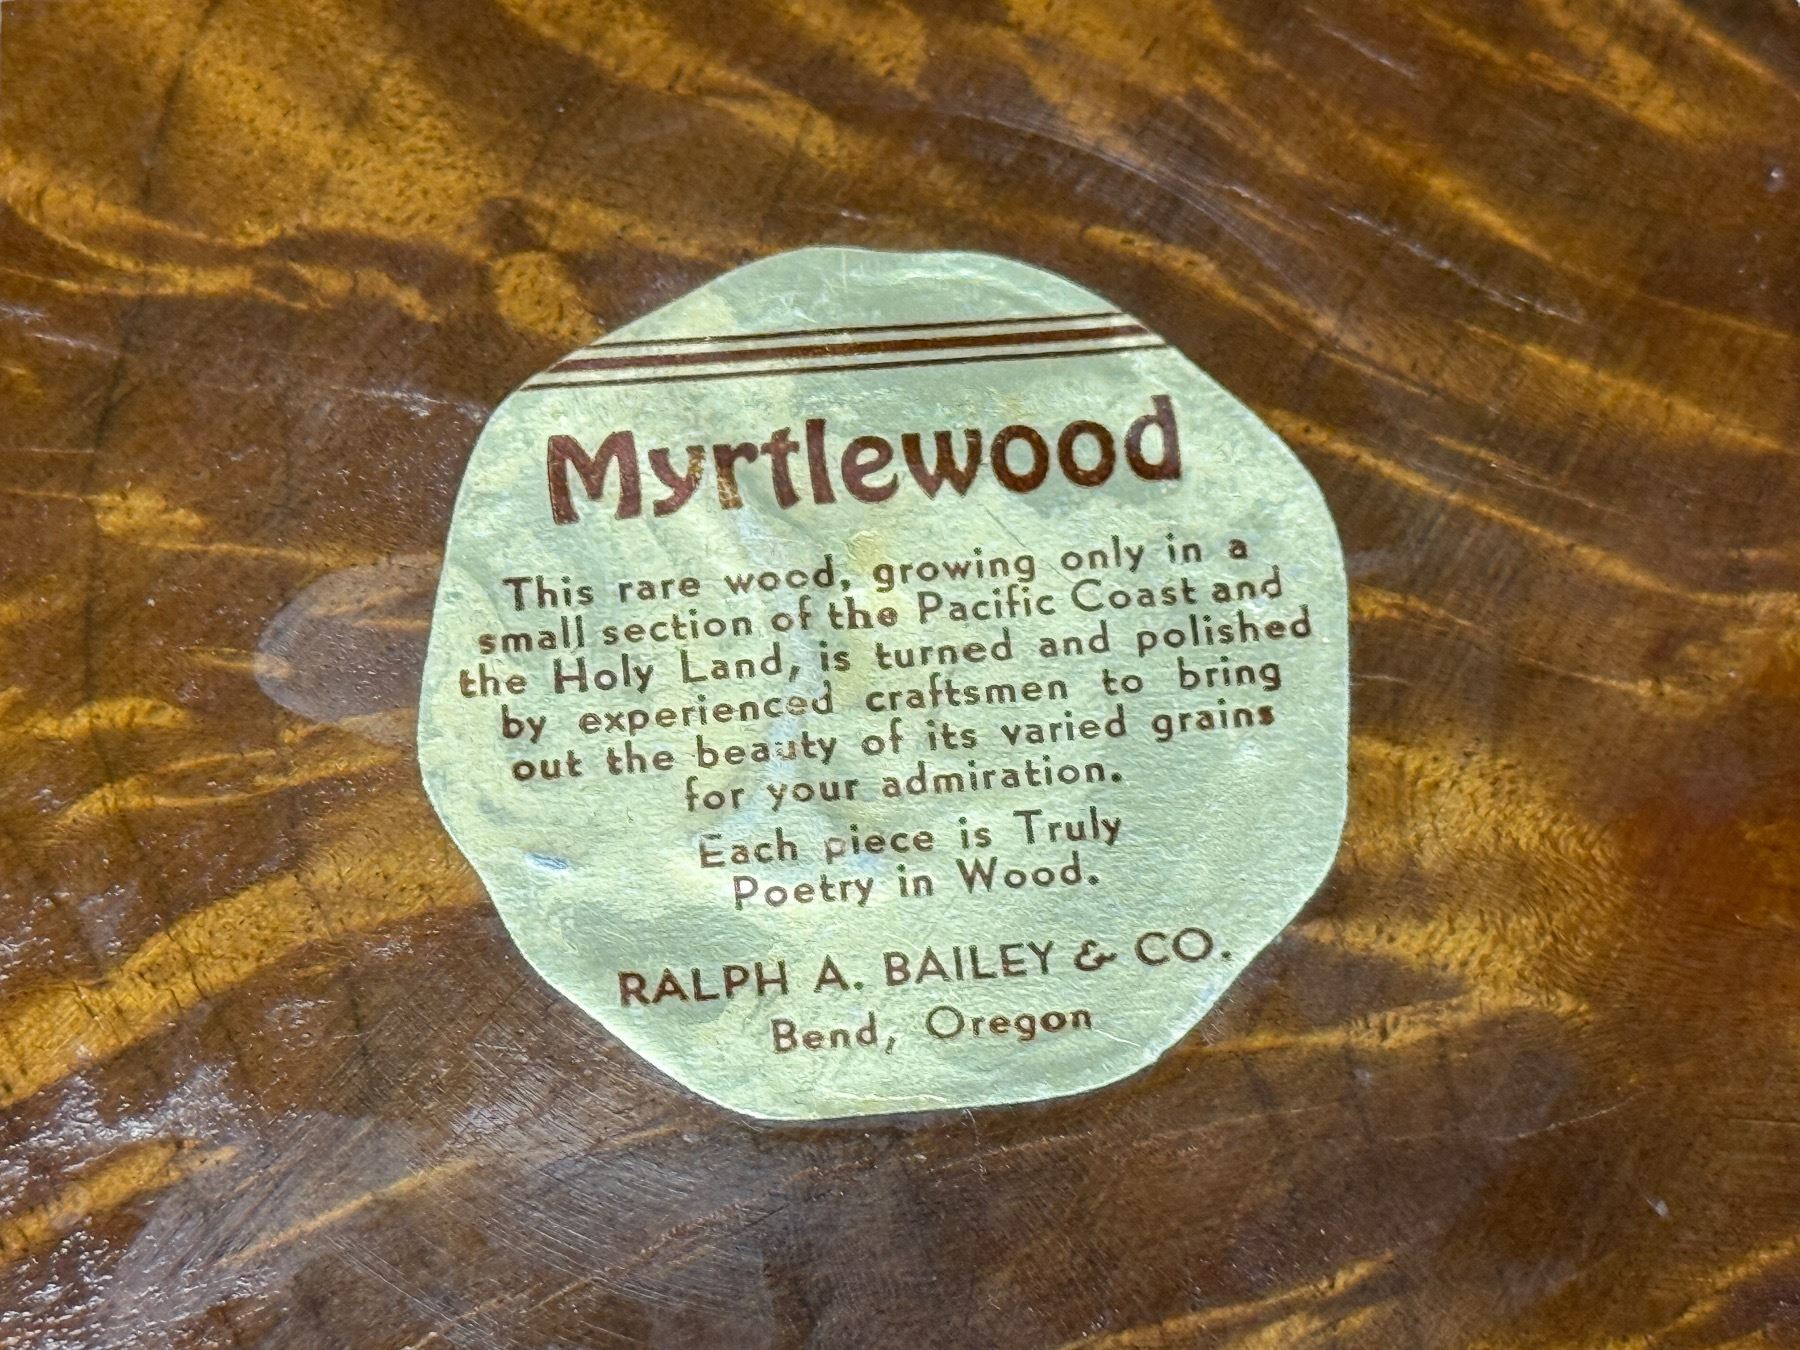 Myrtlewood
This rare wood, growing only in a
small section of the Pacific Coast and
the Holy Land, is turned and polished
by experienced craftsmen to bring
out the beauty of its varied grains
for your admiration.
Each piece is Truly
Poetry in Wood.
RALPH A. BAILEY & CO.
Bend, Oregon